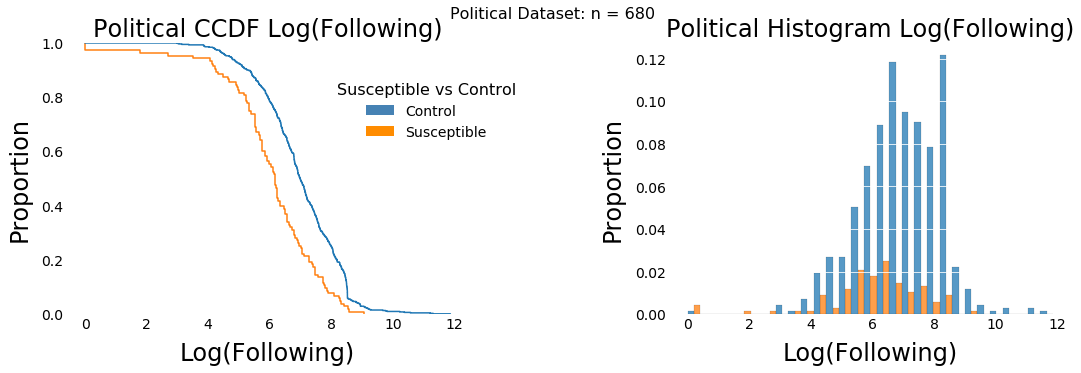 Political Dataset: n = 680
Political CCDF Log(Following)
Proportion
1.0
0.8
0.6
0.4
0.2
0.0
Susceptible vs Control
Control
Susceptible
0 2 4 6 8 10 12
Log(Following)
Political Histogram Log(Following)
Proportion
0.12
0.10
0.08
0.06
0.04
0.02
0.00
0 2 4 6 8 10 12
Log(Following)